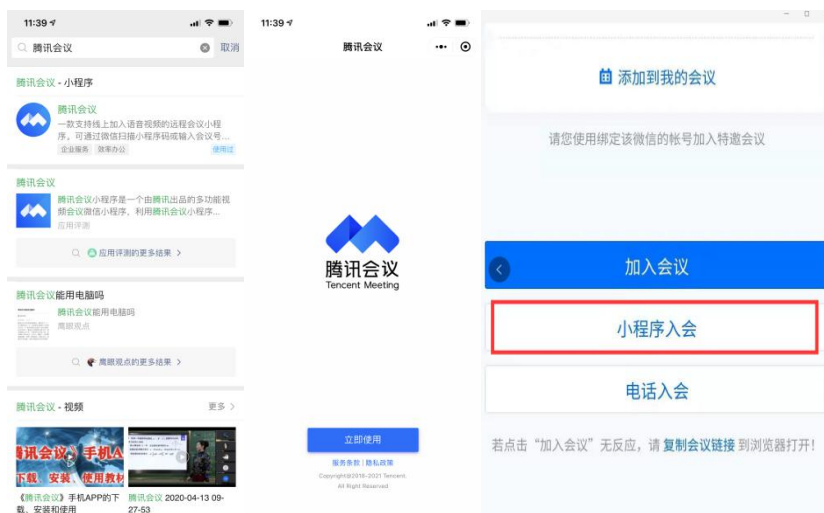 11:39
腾讯会议
取消
腾讯会议 - 小程序
腾讯会议
一款支持线上加入语音视频的远程会议小程
序。可通过微信扫描小程序码或输入会议号...
企业服务 效率办公
使用过
腾讯会议
腾讯会议小程序是一个由腾讯出品的多功能视
频会议微信小程序，利用腾讯会议小程序...
应用评测
应用评测的更多结果 >
腾讯会议能用电脑吗
腾讯会议能用电脑吗
鹰眼观点
鹰眼观点的更多结果 >
腾讯会议 - 视频
更多 >
讯会议》手机A
下载、安装、使用教材
《腾讯会议》手机APP的下
载、安装和使用
腾讯会议 2020-04-13 09-
27-53
11:39
腾讯会议
腾讯会议
Tencent Meeting
立即使用
服务条款 | 隐私政策
Copyright©2018-2021 Tencent.
All Right Reserved
添加到我的会议
请您使用绑定该微信的帐号加入特邀会议
加入会议
小程序入会
电话入会
若点击“加入会议”无反应，请 复制会议链接 到浏览器打开！